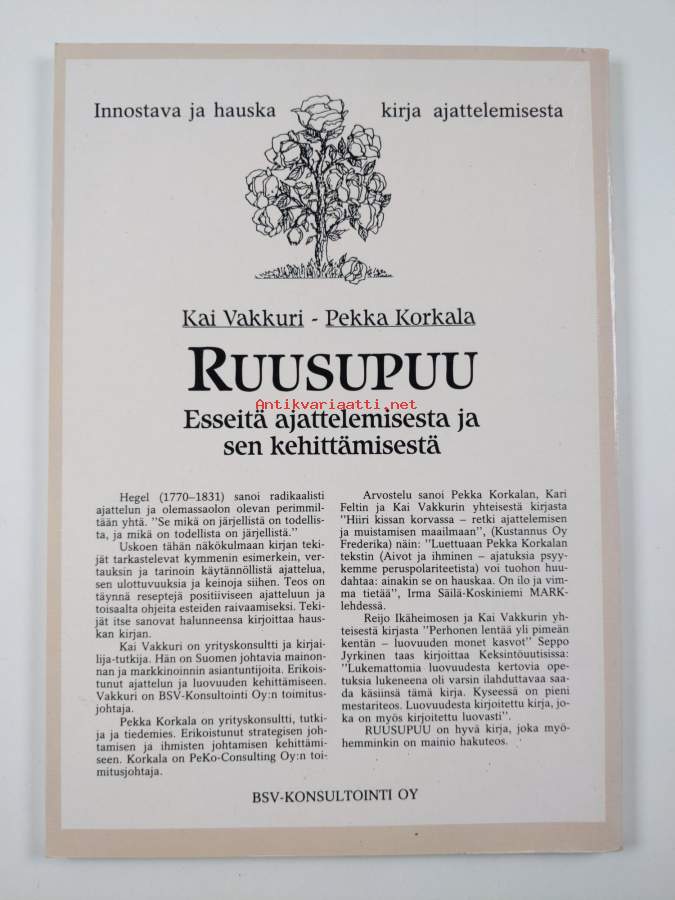 Innostava ja hauska kirja ajattelemisesta
Kai Vakkuri - Pekka Korkala
RUUSUPUU
Antikvariaatti.net
Esseitä ajattelemisesta ja
sen kehittämisestä
Hegel (1770–1831) sanoi radikaalisti
ajattelun ja olemassaolon olevan perimmil-
tään yhtä. "Se mikä on järjellistä on todellis-
ta, ja mikä on todellista on järjellistä."
Uskoen tähän näkökulmaan kirjan teki-
jät tarkastelevat kymmenin esimerkein, ver-
tauksin ja tarinoin käytännöllistä ajattelua,
sen ulottuvuuksia ja keinoja siihen. Teos on
täynnä reseptejä positiiviseen ajatteluun ja
toisaalta ohjeita esteiden raivaamiseksi. Teki-
jät itse sanovat halunneensa kirjoittaa haus-
kan kirjan.
Kai Vakkuri on yrityskonsultti ja kirjai-
lija-tutkija. Hän on Suomen johtavia mainon-
nan ja markkinoinnin asiantuntijoita. Erikois-
tunut ajattelun ja luovuuden kehittämiseen.
Vakkuri on BSV-Konsultointi Oy:n toimitus-
johtaja.
Pekka Korkala on yrityskonsultti, tutki-
ja ja tiedemies. Erikoistunut strategisen joh-
tamisen ja ihmisten johtamisen kehittämi-
seen. Korkala on PeKo-Consulting Oy:n toi-
mitusjohtaja.
Arvostelu sanoi Pekka Korkalan, Kari
Feltin ja Kai Vakkurin yhteisestä kirjasta
"Hiiri kissan korvassa – retki ajattelemisen
ja muistamisen maailmaan", (Kustannus Oy
Frederika) näin: "Luettuaan Pekka Korkalan
tekstin (Aivot ja ihminen – ajatuksia psyy-
kemme peruspolariteetista) voi tuohon huu-
dahtaa: ainakin se on hauskaa. On ilo ja vim-
ma tietää", Irma Säilä-Koskiniemi MARK-
lehdessä.
Reijo Ikäheimosen ja Kai Vakkurin yh-
teisestä kirjasta "Perhonen lentää yli pimeän
kentän – luovuuden monet kasvot" Seppo
Jyrkinen taas kirjoittaa Keksintöuutisissa:
"Lukemattomia luovuudesta kertovia ope-
tuksia lukeneena oli varsin ilahduttavaa saa-
da käsiinsä tämä kirja. Kyseessä on pieni
mestariteos. Luovuudesta kirjoitettu kirja, jo-
ka on myös kirjoitettu luovasti".
RUUSUPUU on hyvä kirja, joka myö-
hemminkin on mainio hakuteos.
BSV-KONSULTOINTI OY